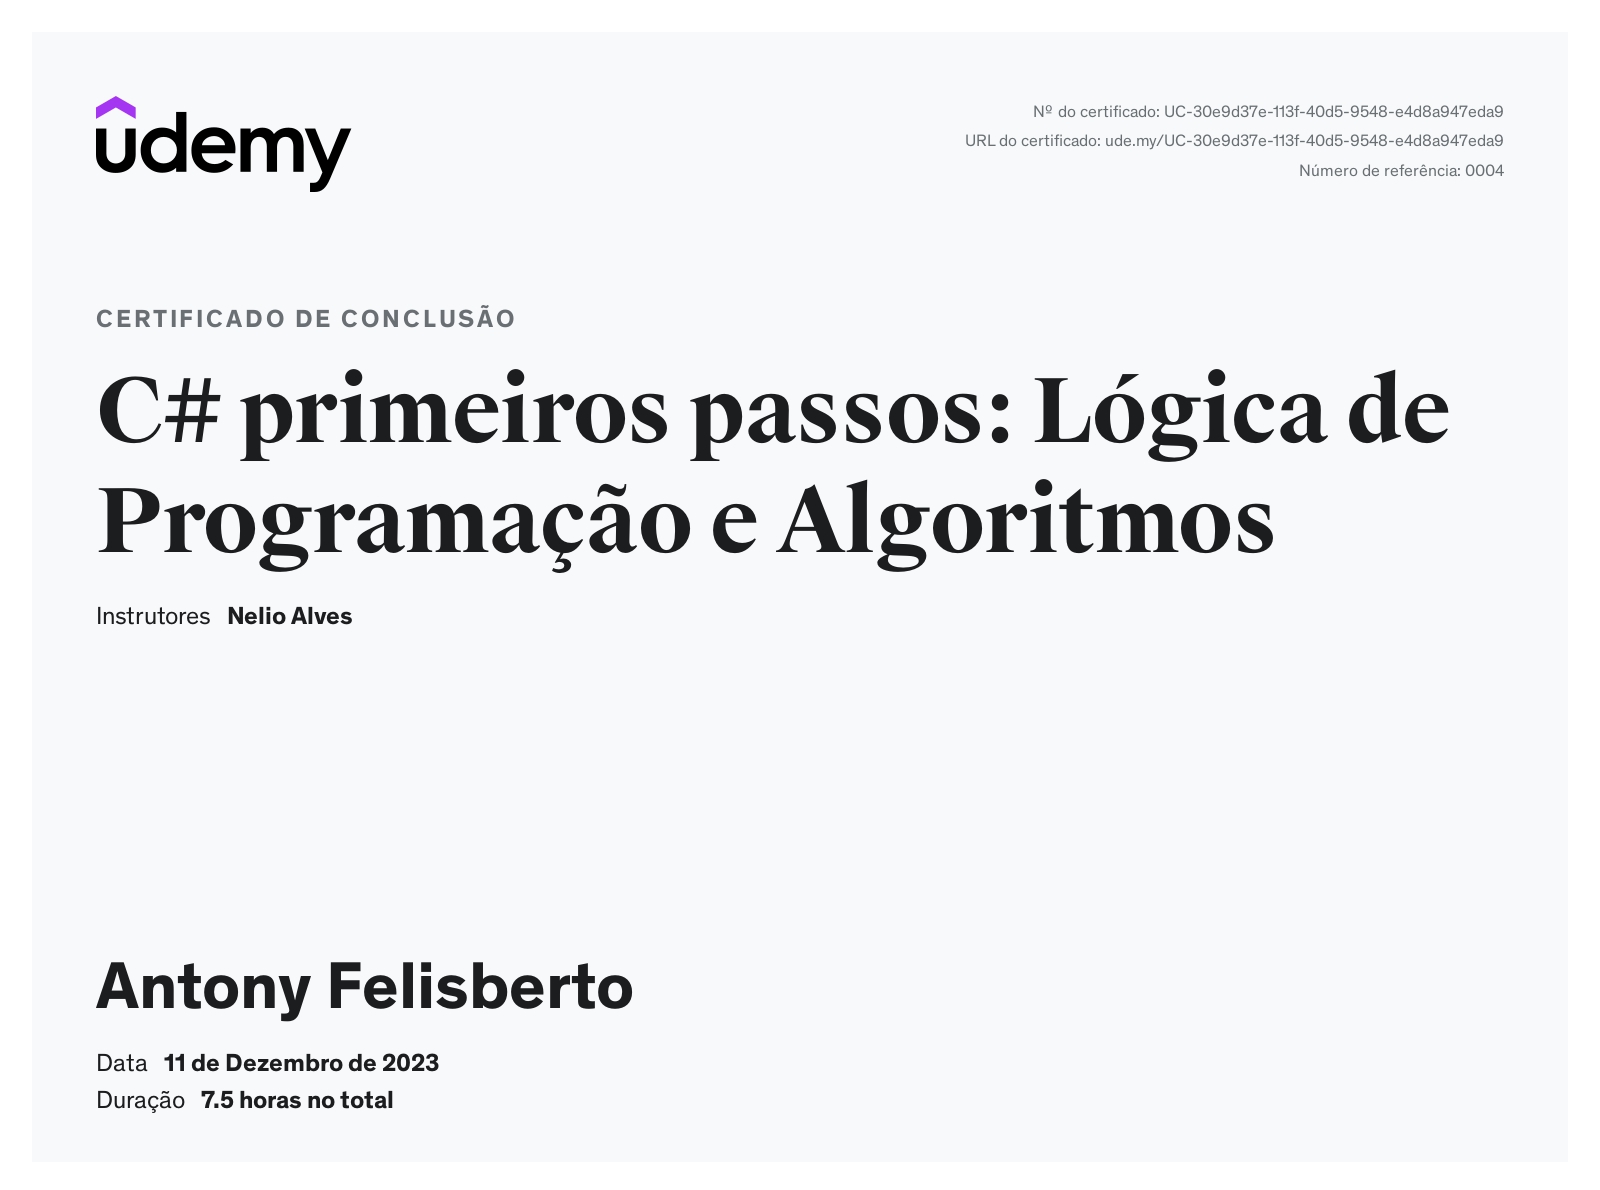 udemy
Nº do certificado: UC-30e9d37e-113f-40d5-9548-e4d8a947eda9
URL do certificado: ude.my/UC-30e9d37e-113f-40d5-9548-e4d8a947eda9
Número de referência: 0004
CERTIFICADO DE CONCLUSÃO
C# primeiros passos: Lógica de
Programação e Algoritmos
Instrutores Nelio Alves
Antony Felisberto
Data 11 de Dezembro de 2023
Duração 7.5 horas no total